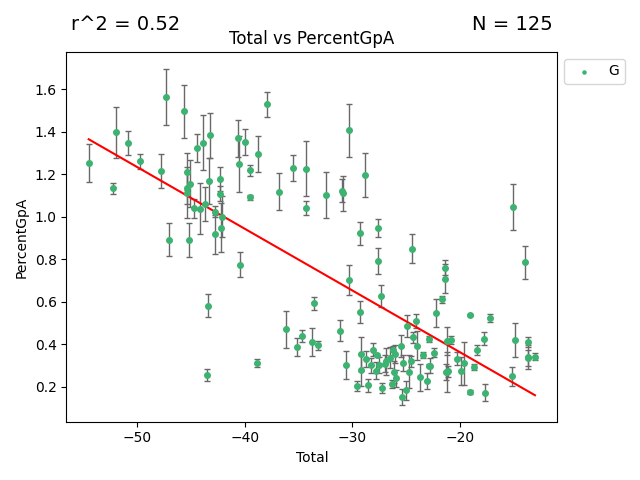 r^2 = 0.52
N = 125
Total vs PercentGpA
G
PercentGpA
1.6
1.4
1.2
1.0
0.8
0.6
0.4
0.2
−50
−40
−30
−20
Total